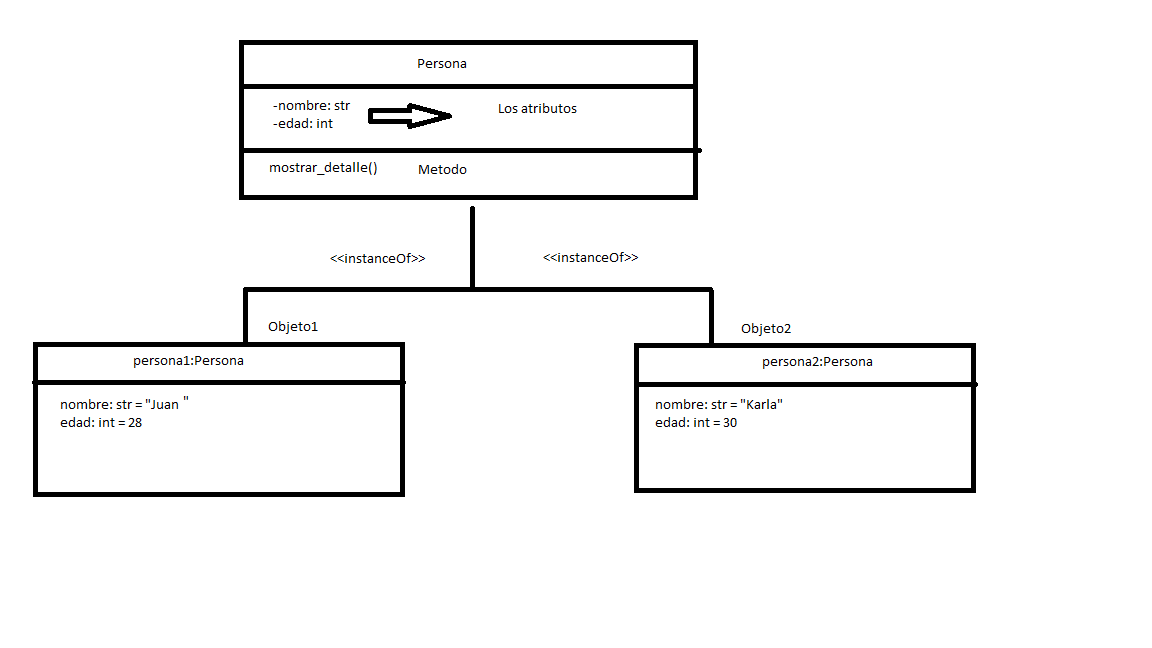 Persona
-nombre: str
-edad: int
Los atributos
mostrar_detalle()
Metodo
<<instanceOf>>
<<instanceOf>>
Objeto1
Objeto2
persona1:Persona
nombre: str = "Juan "
edad: int = 28
persona2:Persona
nombre: str = "Karla"
edad: int = 30